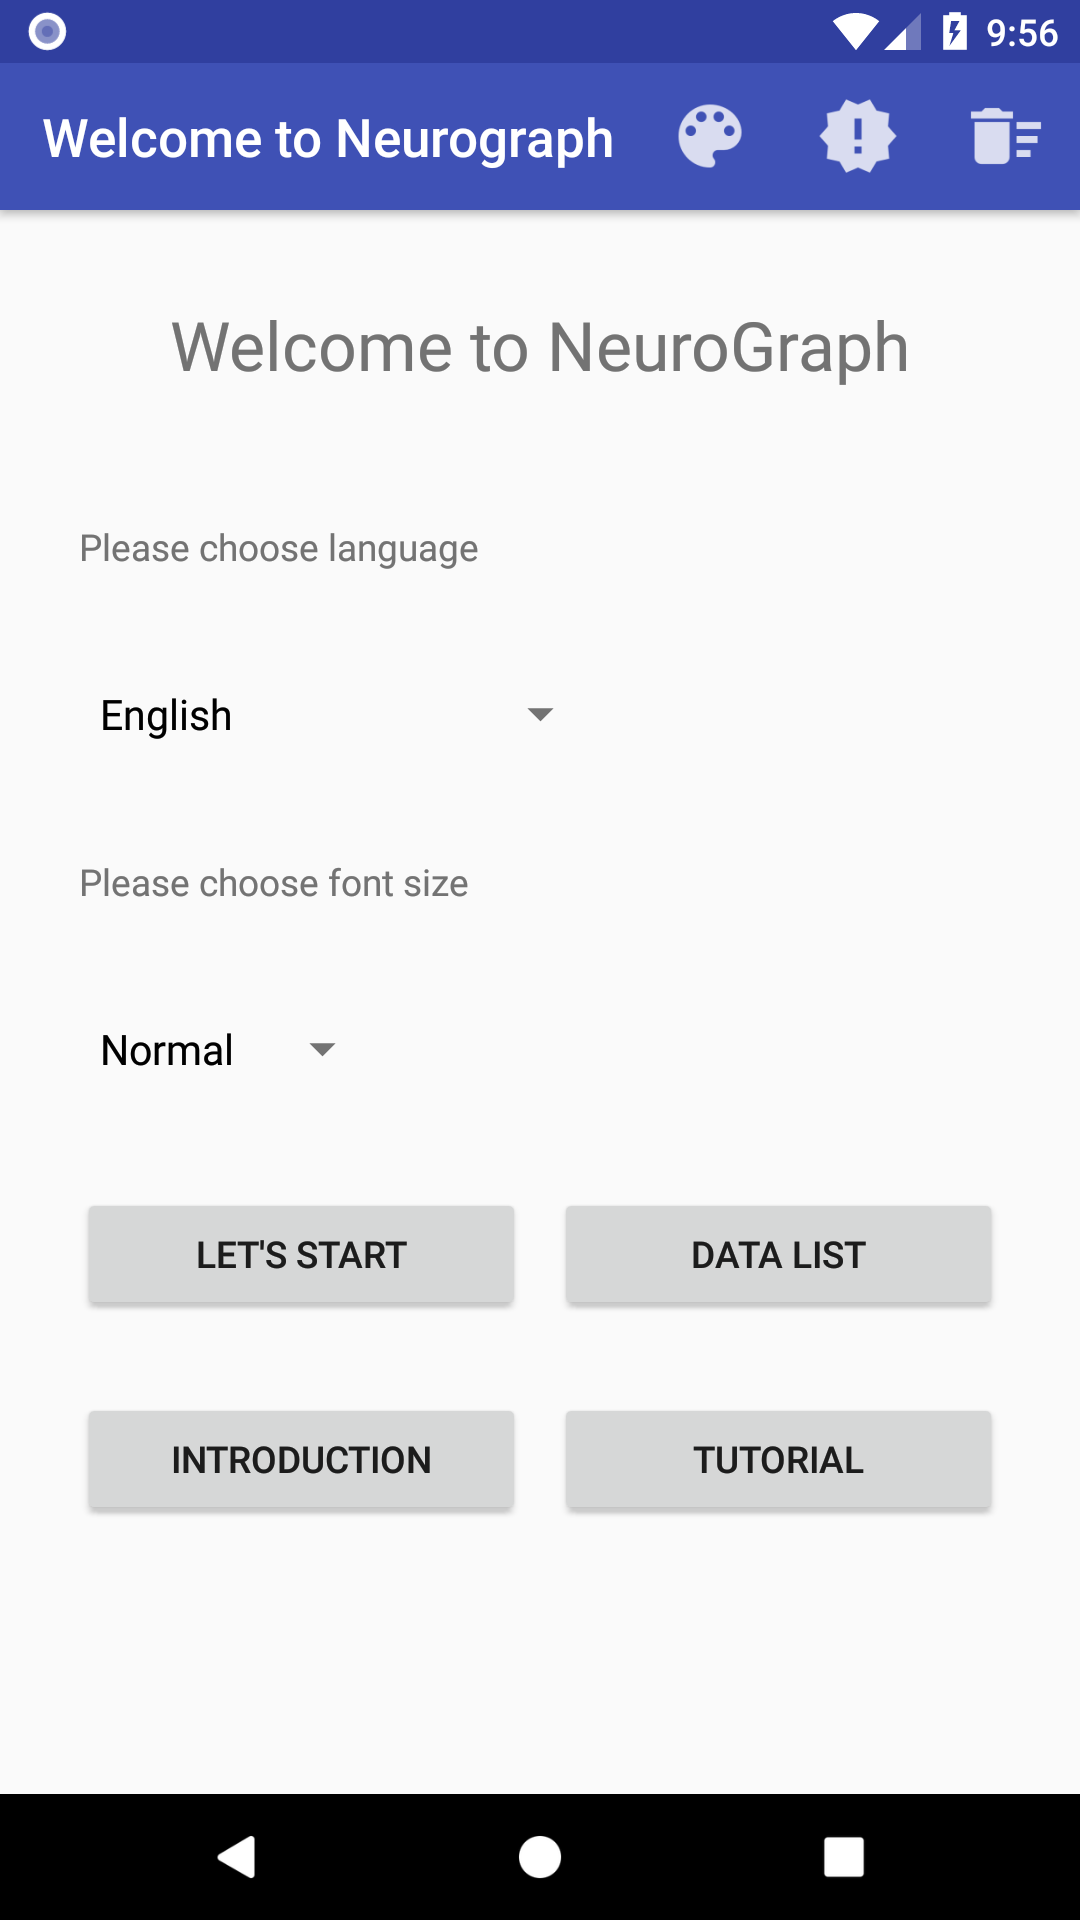 9:56
Welcome to Neurograph
Welcome to NeuroGraph
Please choose language
English
Please choose font size
Normal
LET'S START
DATA LIST
INTRODUCTION
TUTORIAL